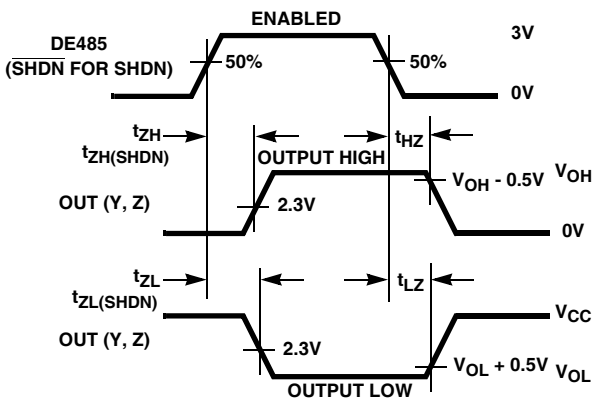 ENABLED
DE485
(SHDN FOR SHDN)
50%
50%
3V
0V
tZH
tZH(SHDN)
tHZ
OUTPUT HIGH
OUT (Y, Z)
2.3V
VOH - 0.5V
VOH
0V
tZL
tZL(SHDN)
tLZ
OUT (Y, Z)
2.3V
VCC
VOL + 0.5V
VOL
OUTPUT LOW